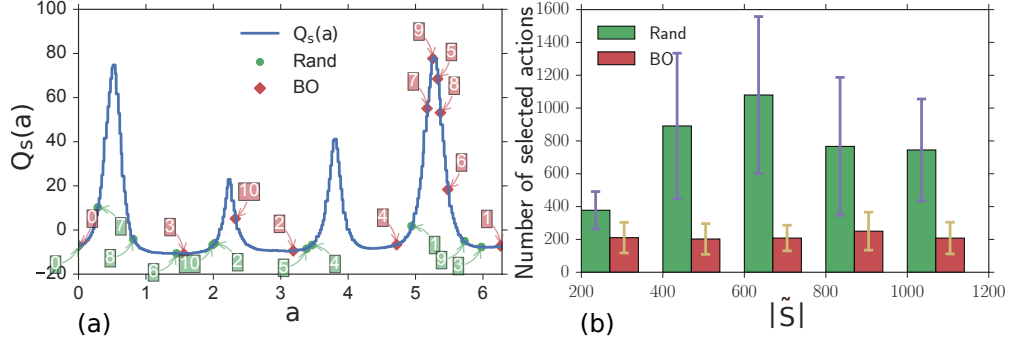 100
80
60
40
20
0
−20
Qₛ(a)
Qₛ(a)
Rand
BO
9
5
7
8
6
10
0
3
2
4
1
7
8
0
6
10
2
5
4
1
9
3
0 1 2 3 4 5 6
a
(a)
1600
1400
1200
1000
800
600
400
200
0
Number of selected actions
Rand
BO
200 400 600 800 1000 1200
|S̃|
(b)